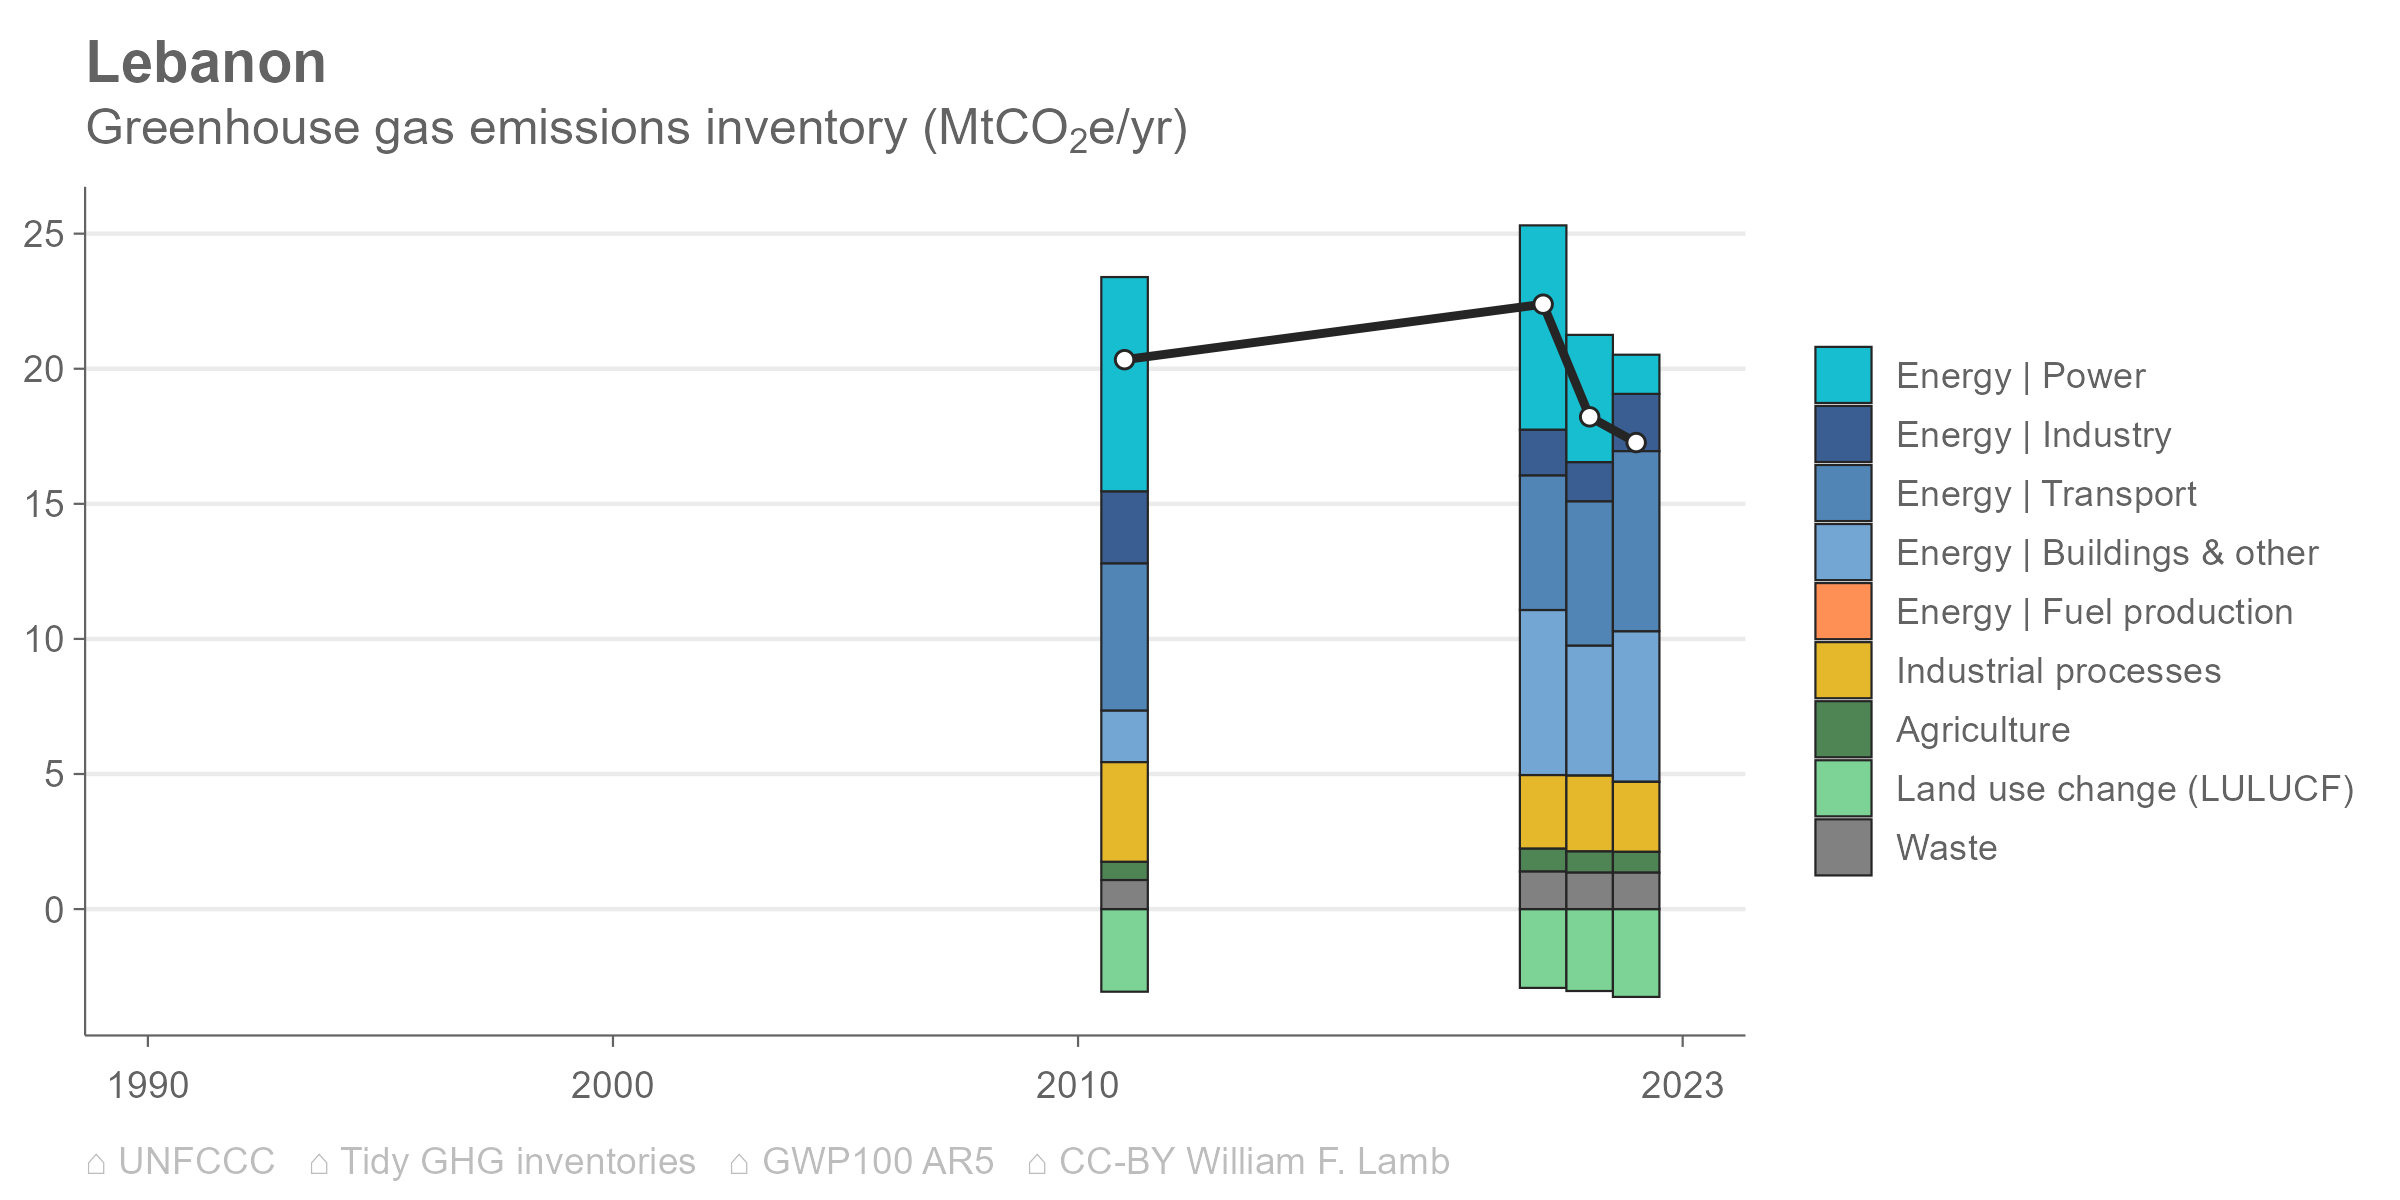 Lebanon
Greenhouse gas emissions inventory (MtCO₂e/yr)
25
20
15
10
5
0
1990
2000
2010
2023
Energy | Power
Energy | Industry
Energy | Transport
Energy | Buildings & other
Energy | Fuel production
Industrial processes
Agriculture
Land use change (LULUCF)
Waste
⌂ UNFCCC ⌂ Tidy GHG inventories ⌂ GWP100 AR5 ⌂ CC-BY William F. Lamb